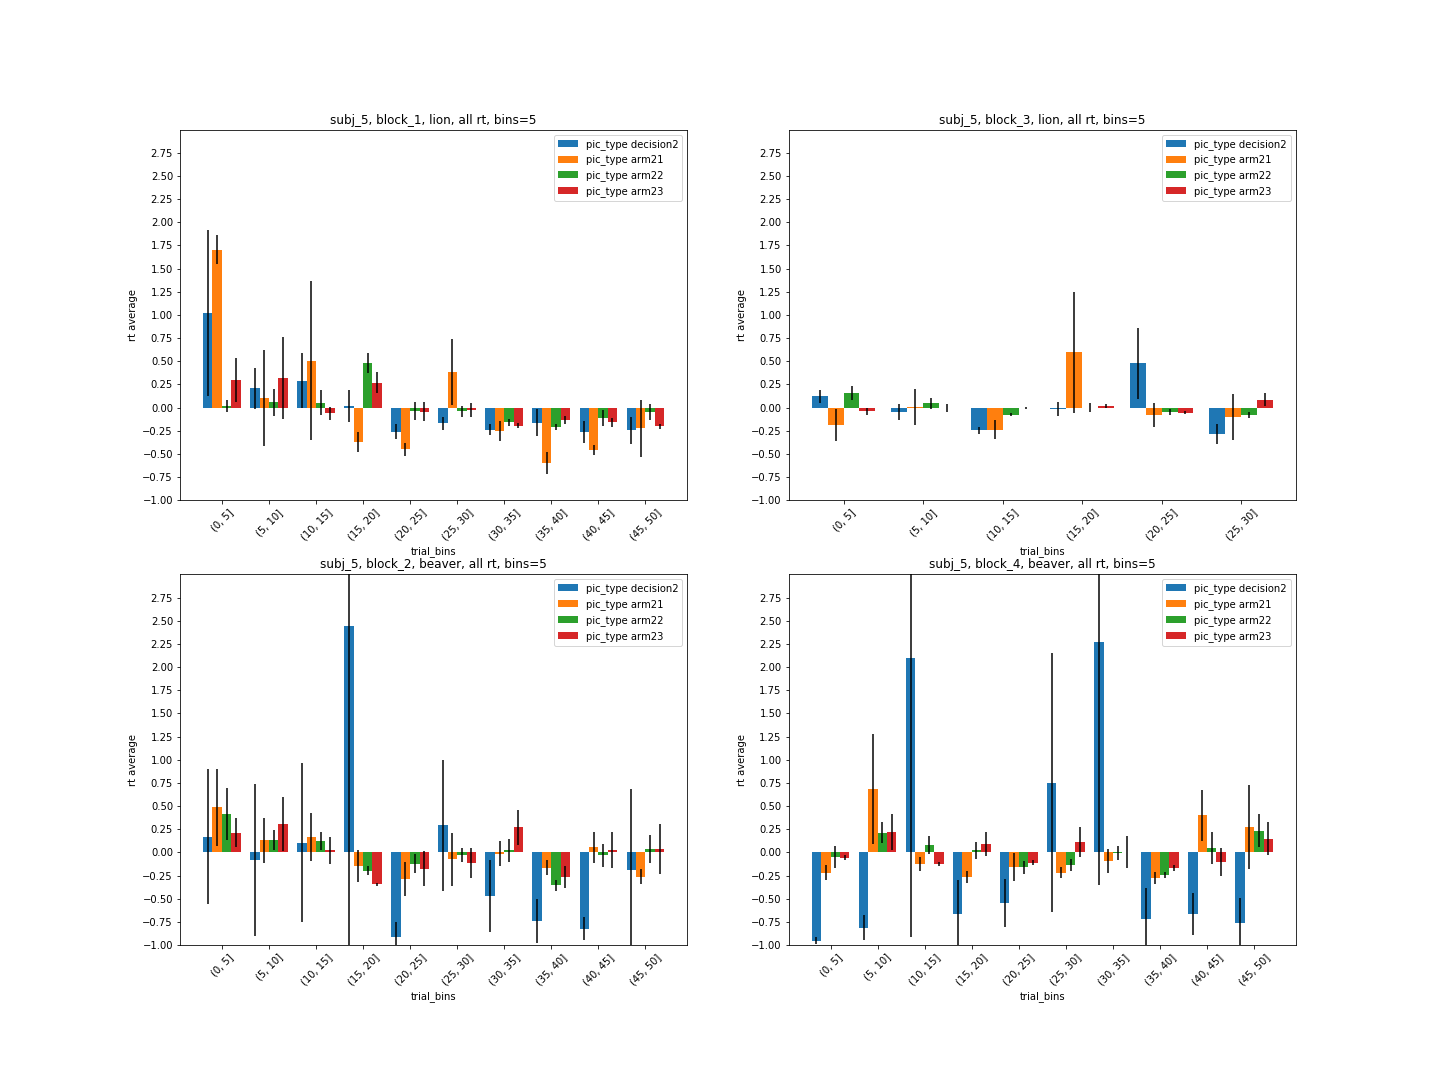 subj_5, block_1, lion, all rt, bins=5
pic_type decision2
pic_type arm21
pic_type arm22
pic_type arm23
2.75
2.50
2.25
2.00
1.75
1.50
1.25
1.00
0.75
0.50
0.25
0.00
−0.25
−0.50
−0.75
−1.00
rt average
(0, 5] (5, 10] (10, 15] (15, 20] (20, 25] (25, 30] (30, 35] (35, 40] (40, 45] (45, 50]
trial_bins
subj_5, block_3, lion, all rt, bins=5
pic_type decision2
pic_type arm21
pic_type arm22
pic_type arm23
2.75
2.50
2.25
2.00
1.75
1.50
1.25
1.00
0.75
0.50
0.25
0.00
−0.25
−0.50
−0.75
−1.00
rt average
(0, 5] (5, 10] (10, 15] (15, 20] (20, 25] (25, 30]
trial_bins
subj_5, block_2, beaver, all rt, bins=5
pic_type decision2
pic_type arm21
pic_type arm22
pic_type arm23
2.75
2.50
2.25
2.00
1.75
1.50
1.25
1.00
0.75
0.50
0.25
0.00
−0.25
−0.50
−0.75
−1.00
rt average
(0, 5] (5, 10] (10, 15] (15, 20] (20, 25] (25, 30] (30, 35] (35, 40] (40, 45] (45, 50]
trial_bins
subj_5, block_4, beaver, all rt, bins=5
pic_type decision2
pic_type arm21
pic_type arm22
pic_type arm23
2.75
2.50
2.25
2.00
1.75
1.50
1.25
1.00
0.75
0.50
0.25
0.00
−0.25
−0.50
−0.75
−1.00
rt average
(0, 5] (5, 10] (10, 15] (15, 20] (20, 25] (25, 30] (30, 35] (35, 40] (40, 45] (45, 50]
trial_bins